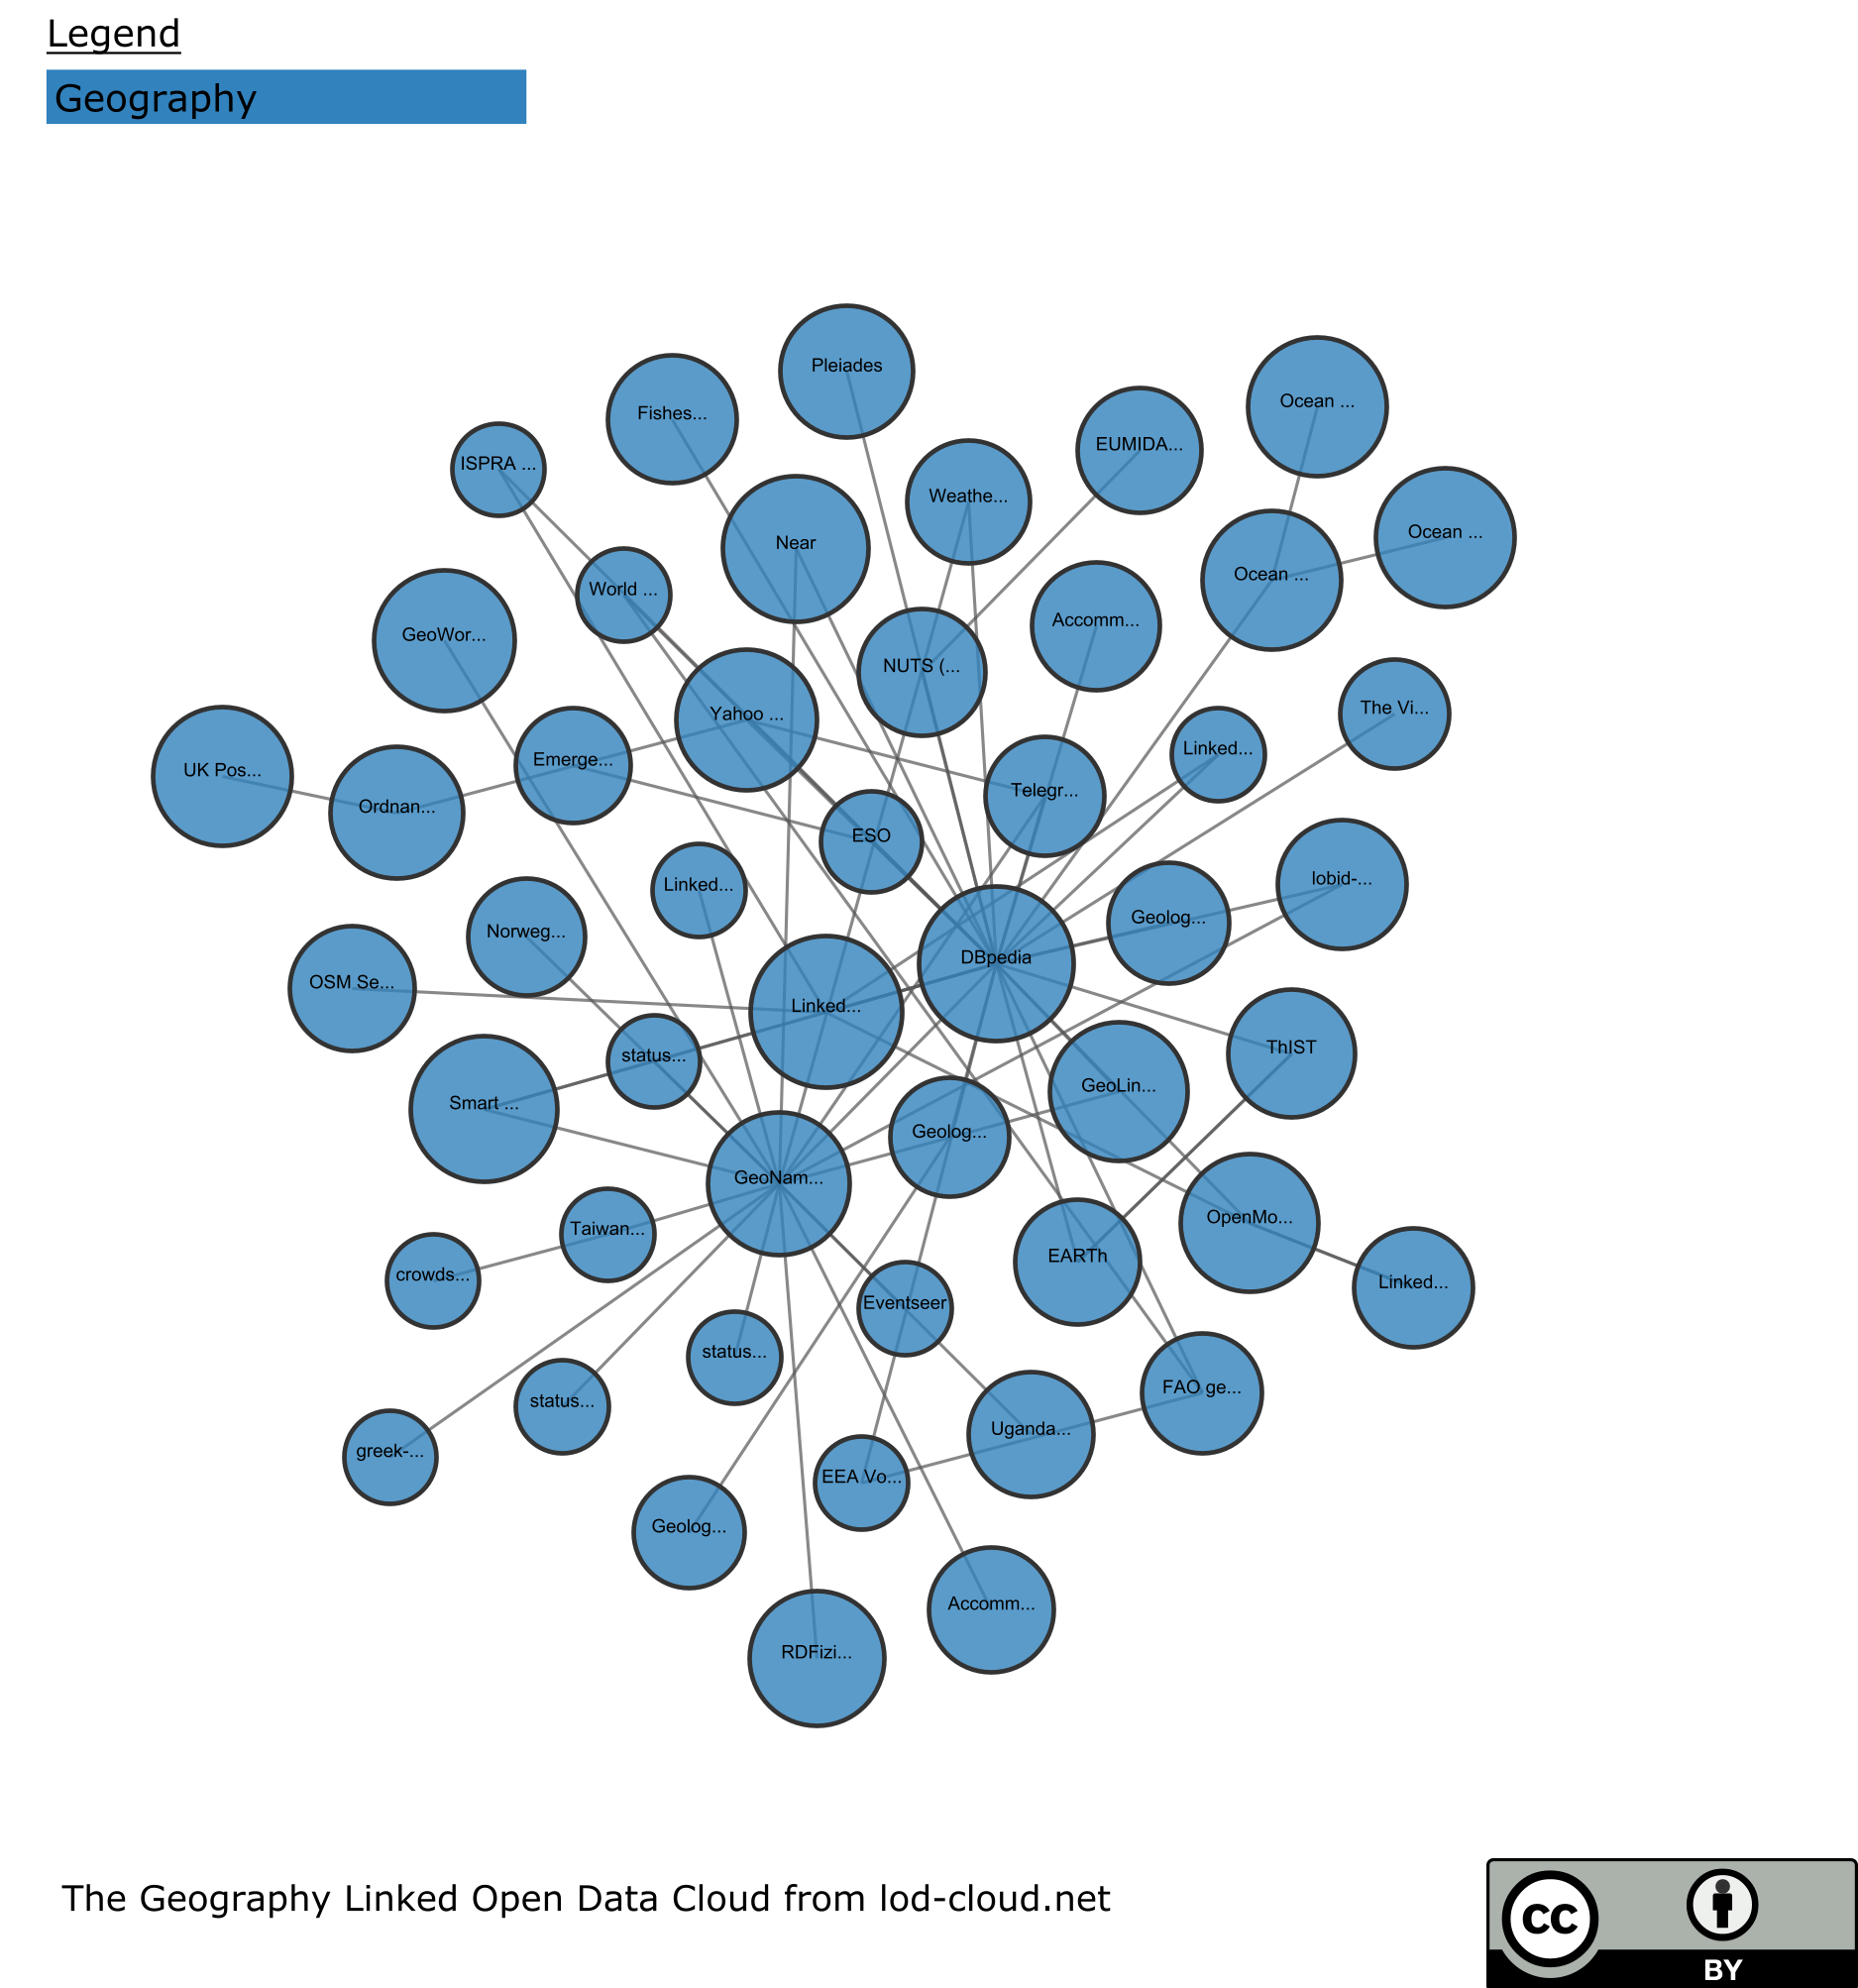 Legend
Geography
Pleiades
Fishes...
Ocean ...
EUMIDA...
ISPRA ...
Weathe...
Ocean ...
Near
Ocean ...
World ...
Accomm...
GeoWor...
NUTS (...
The Vi...
Yahoo ...
Linked...
Emerge...
UK Pos...
Telegr...
Ordnan...
ESO
Linked...
lobid-...
Geolog...
Norweg...
DBpedia
OSM Se...
Linked...
status...
ThIST
GeoLin...
Smart ...
Geolog...
GeoNam...
OpenMo...
Taiwan...
EARTh
crowds...
Linked...
Eventseer
status...
FAO ge...
status...
Uganda...
greek-...
EEA Vo...
Geolog...
Accomm...
RDFizi...
The Geography Linked Open Data Cloud from lod-cloud.net
cc
BY